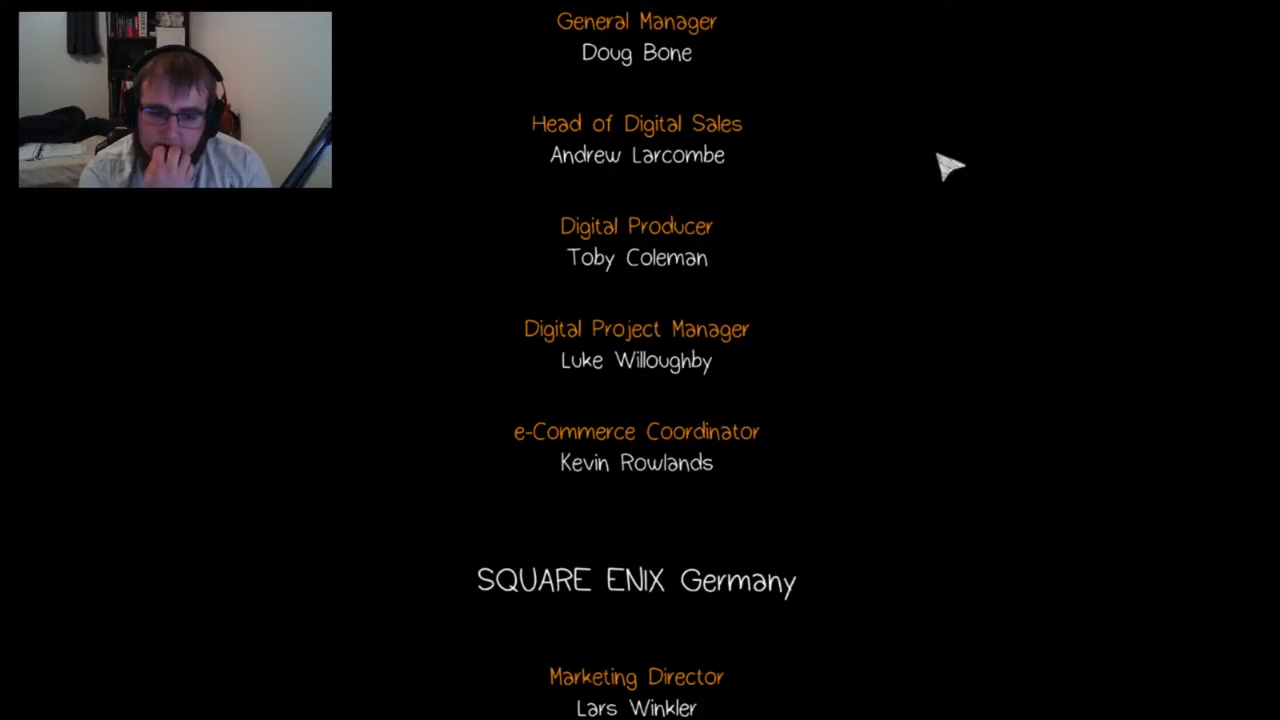 General Manager
Doug Bone
Head of Digital Sales
Andrew Larcombe
Digital Producer
Toby Coleman
Digital Project Manager
Luke Willoughby
e-Commerce Coordinator
Kevin Rowlands
SQUARE ENIX Germany
Marketing Director
Lars Winkler